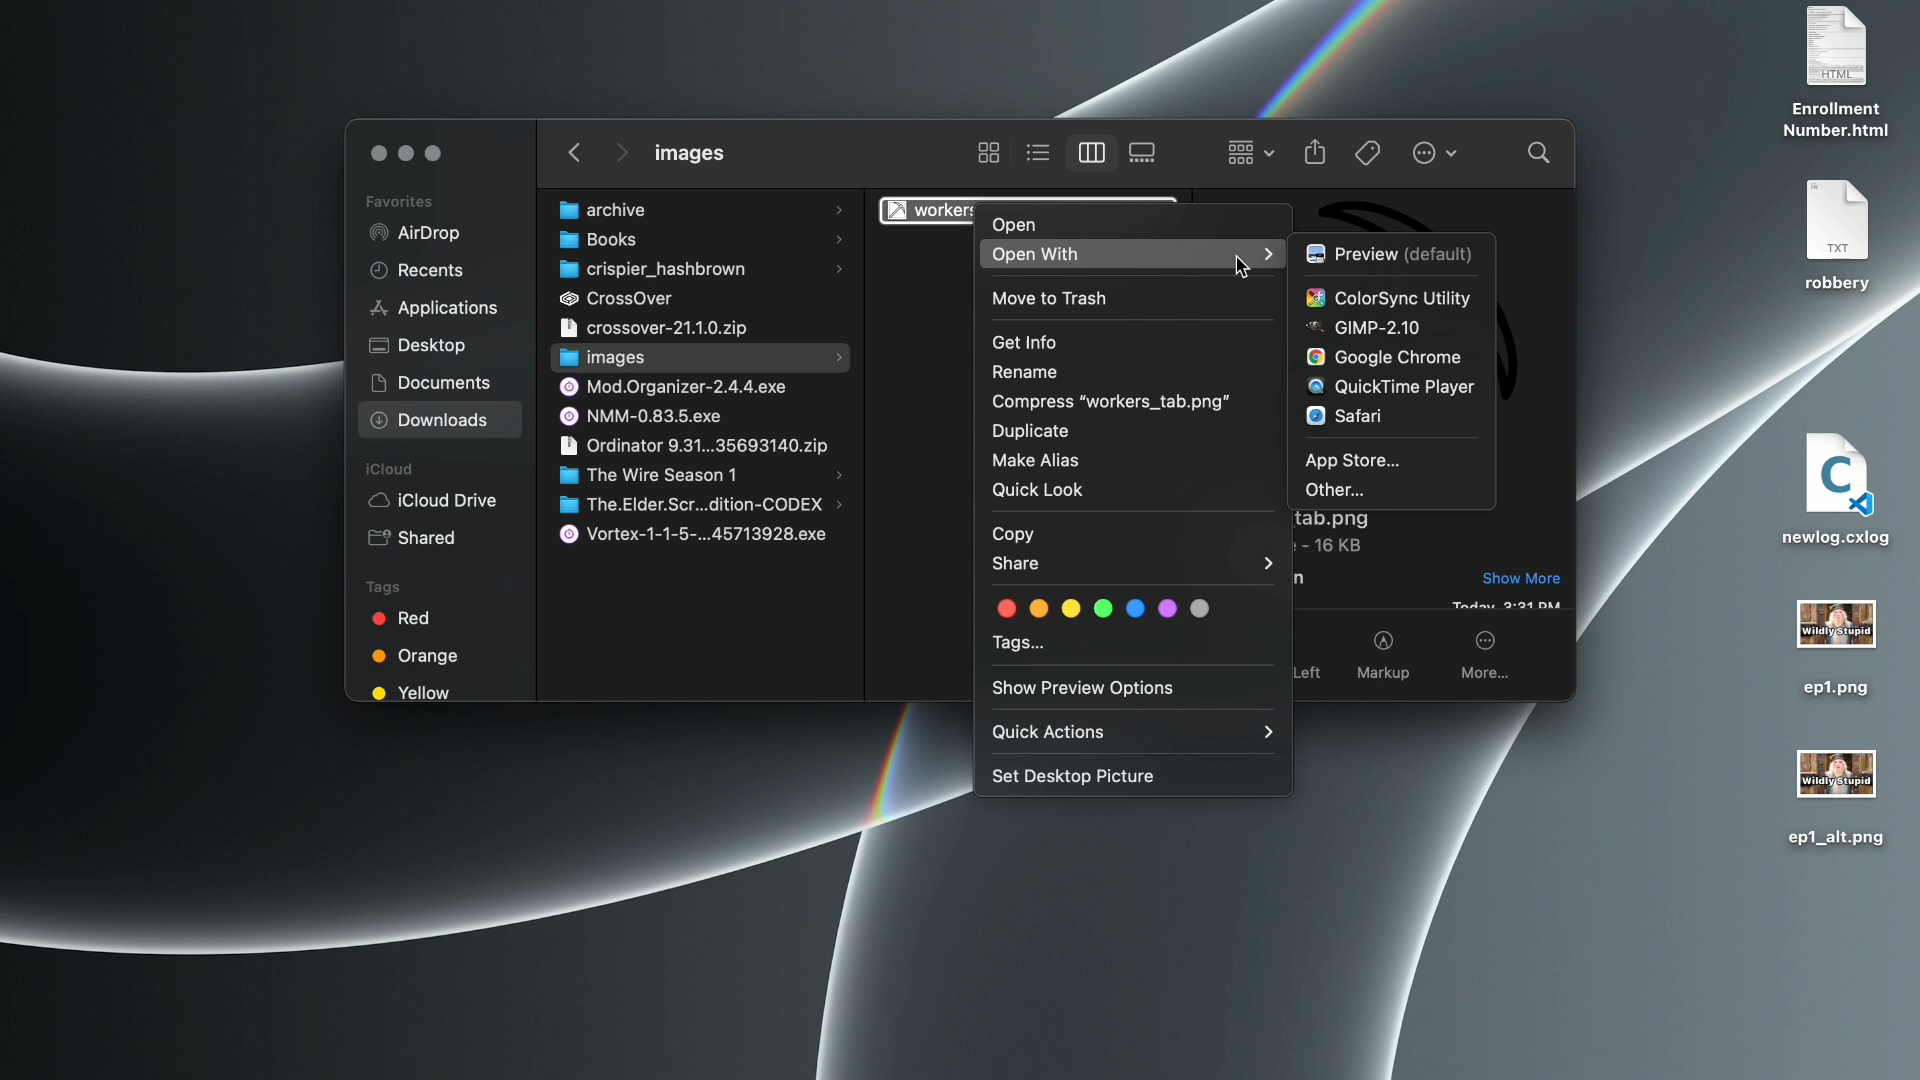 images
Favorites
AirDrop
Recents
Applications
Desktop
Documents
Downloads
iCloud
iCloud Drive
Shared
Tags
Red
Orange
Yellow
archive
Books
crispier_hashbrown
CrossOver
crossover-21.1.0.zip
images
Mod.Organizer-2.4.4.exe
NMM-0.83.5.exe
Ordinator 9.31...35693140.zip
The Wire Season 1
The.Elder.Scr...dition-CODEX
Vortex-1-1-5-...45713928.exe
workers
Open
Open With
Move to Trash
Get Info
Rename
Compress “workers_tab.png”
Duplicate
Make Alias
Quick Look
Copy
Share
Tags...
Show Preview Options
Quick Actions
Set Desktop Picture
Preview (default)
ColorSync Utility
GIMP-2.10
Google Chrome
QuickTime Player
Safari
App Store...
Other...
tab.png
- 16 KB
n
Show More
Today, 3:31 PM
Left
Markup
More...
HTML
Enrollment
Number.html
TXT
robbery
C
newlog.cxlog
Wildly Stupid
ep1.png
Wildly Stupid
ep1_alt.png